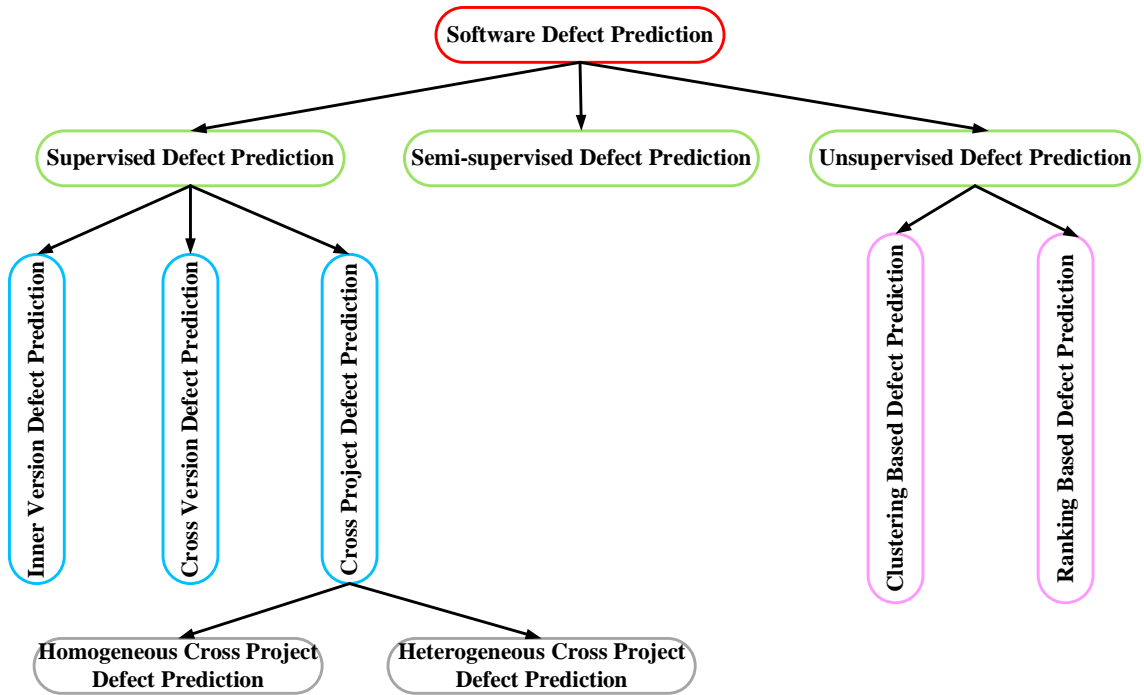 Software Defect Prediction
Supervised Defect Prediction
Semi-supervised Defect Prediction
Unsupervised Defect Prediction
Inner Version Defect Prediction
Cross Version Defect Prediction
Cross Project Defect Prediction
Clustering Based Defect Prediction
Ranking Based Defect Prediction
Homogeneous Cross Project
Defect Prediction
Heterogeneous Cross Project
Defect Prediction